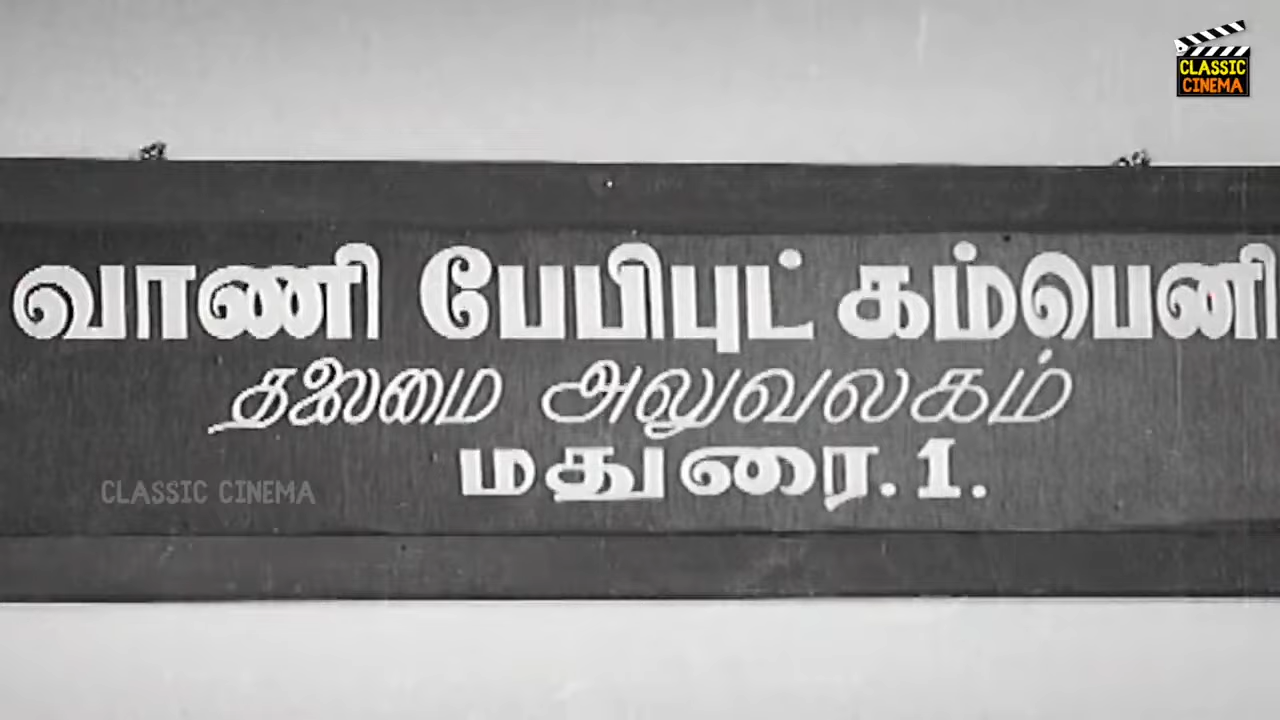 CLASSIC
CINEMA
வாணி பேபிபுட் கம்பெனி
தலைமை அலுவலகம்
மதுரை.1.
CLASSIC CINEMA